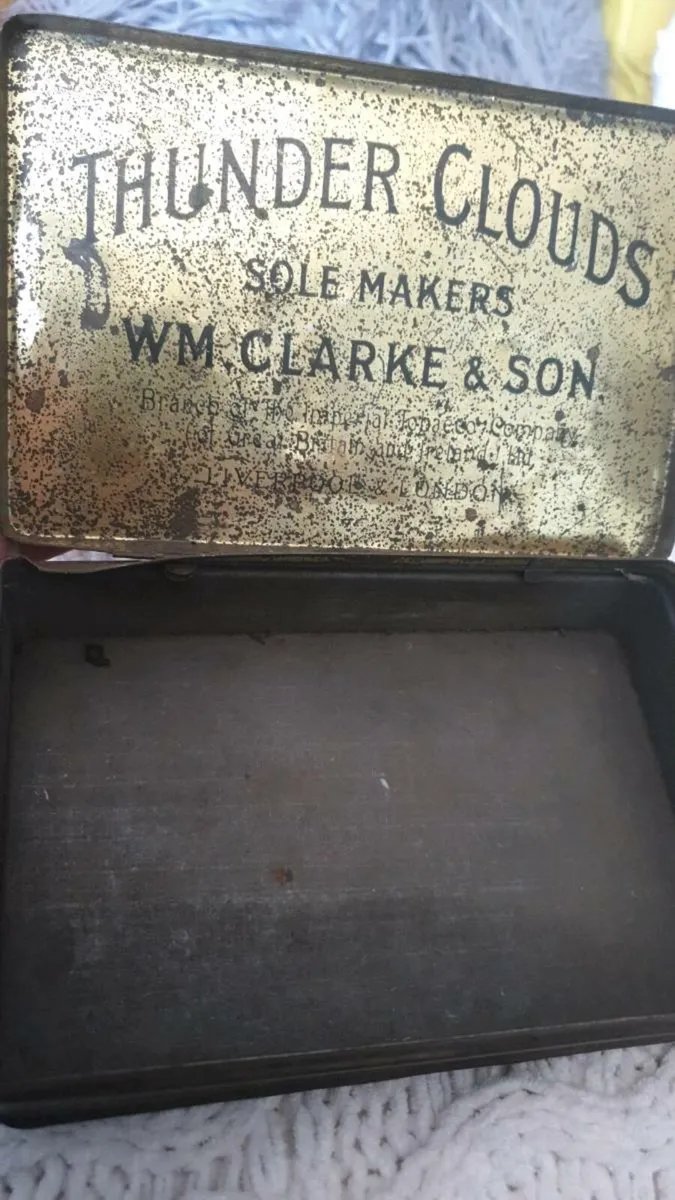 THUNDER CLOUDS
SOLE MAKERS
WM. CLARKE & SON.
Branch of the Imperial Tobacco Company
(of Great Britain and Ireland) Ltd.
LIVERPOOL & LONDON